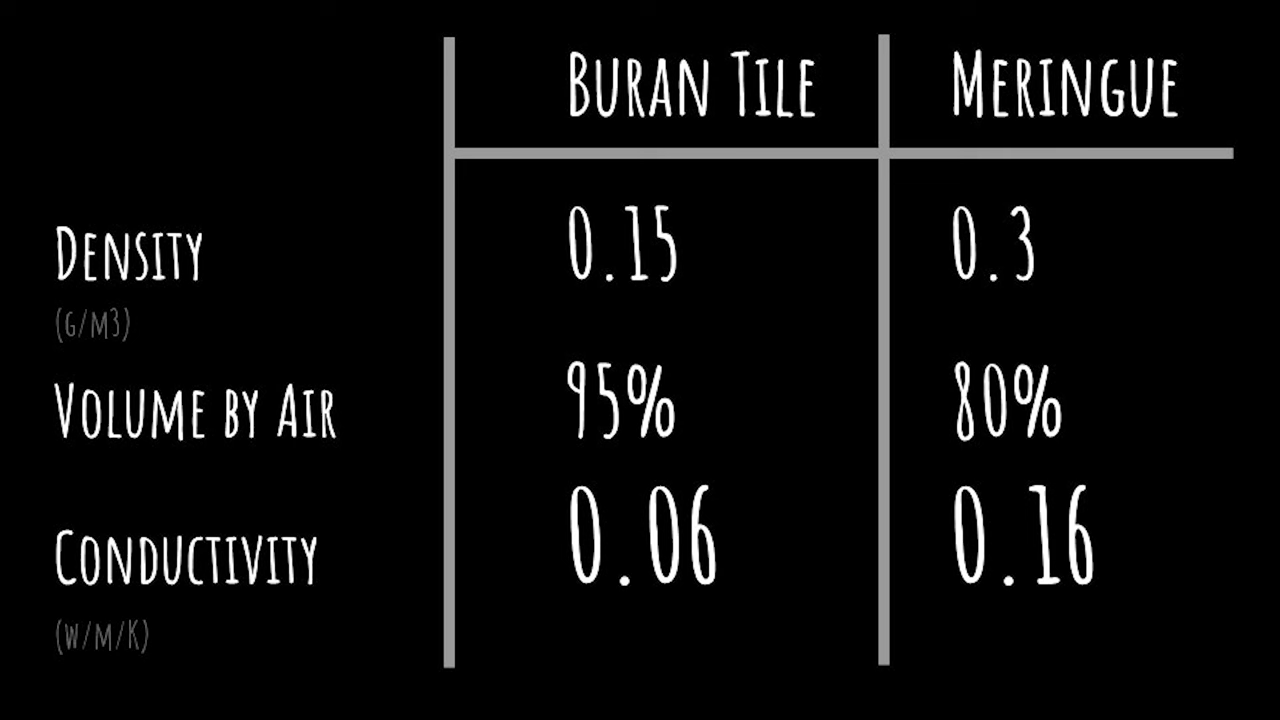 Buran Tile Meringue
Density 0.15 0.3
(g/m3)
Volume by Air 95% 80%
Conductivity 0.06 0.16
(W/m/K)